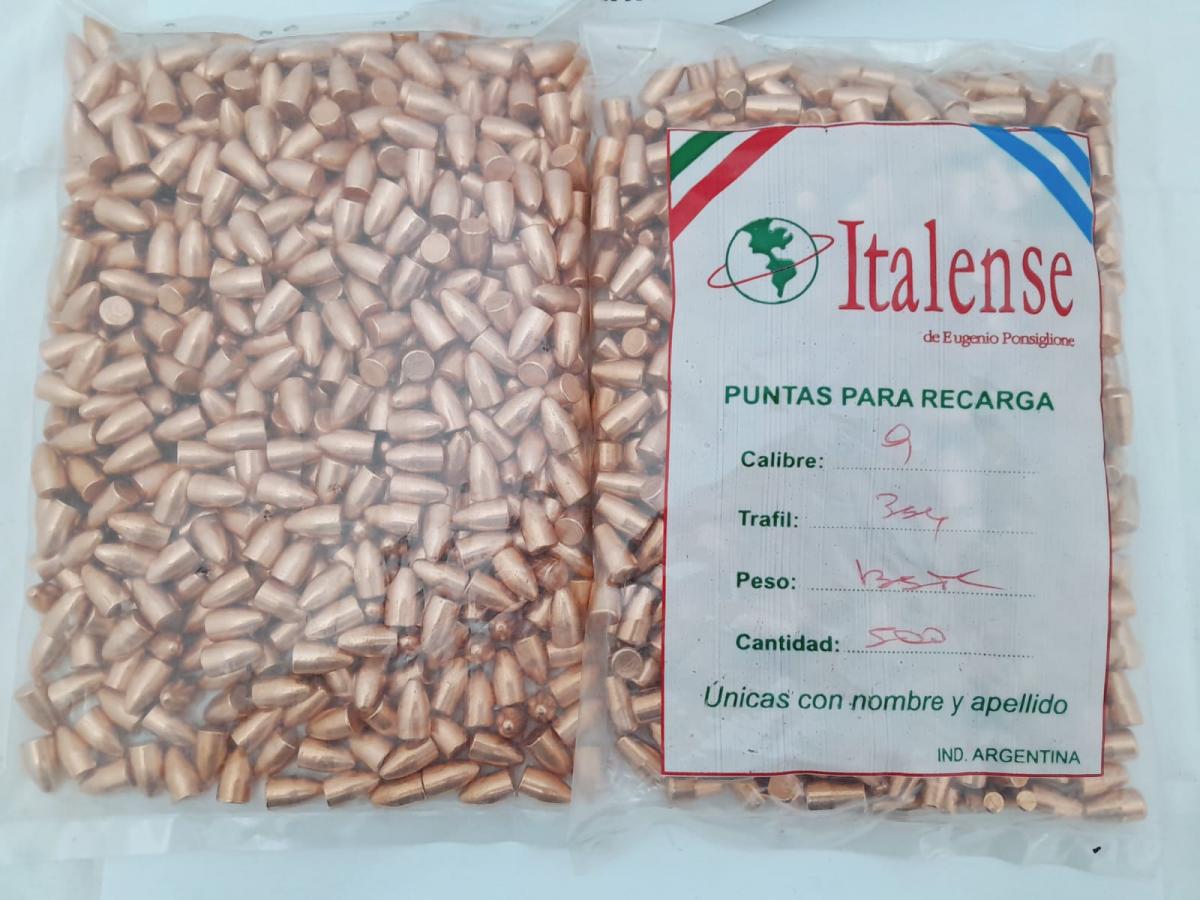 Italense
de Eugenio Ponsiglione
PUNTAS PARA RECARGA
Calibre: 9
Trafil:
Peso:
Cantidad: 500
Únicas con nombre y apellido
IND. ARGENTINA